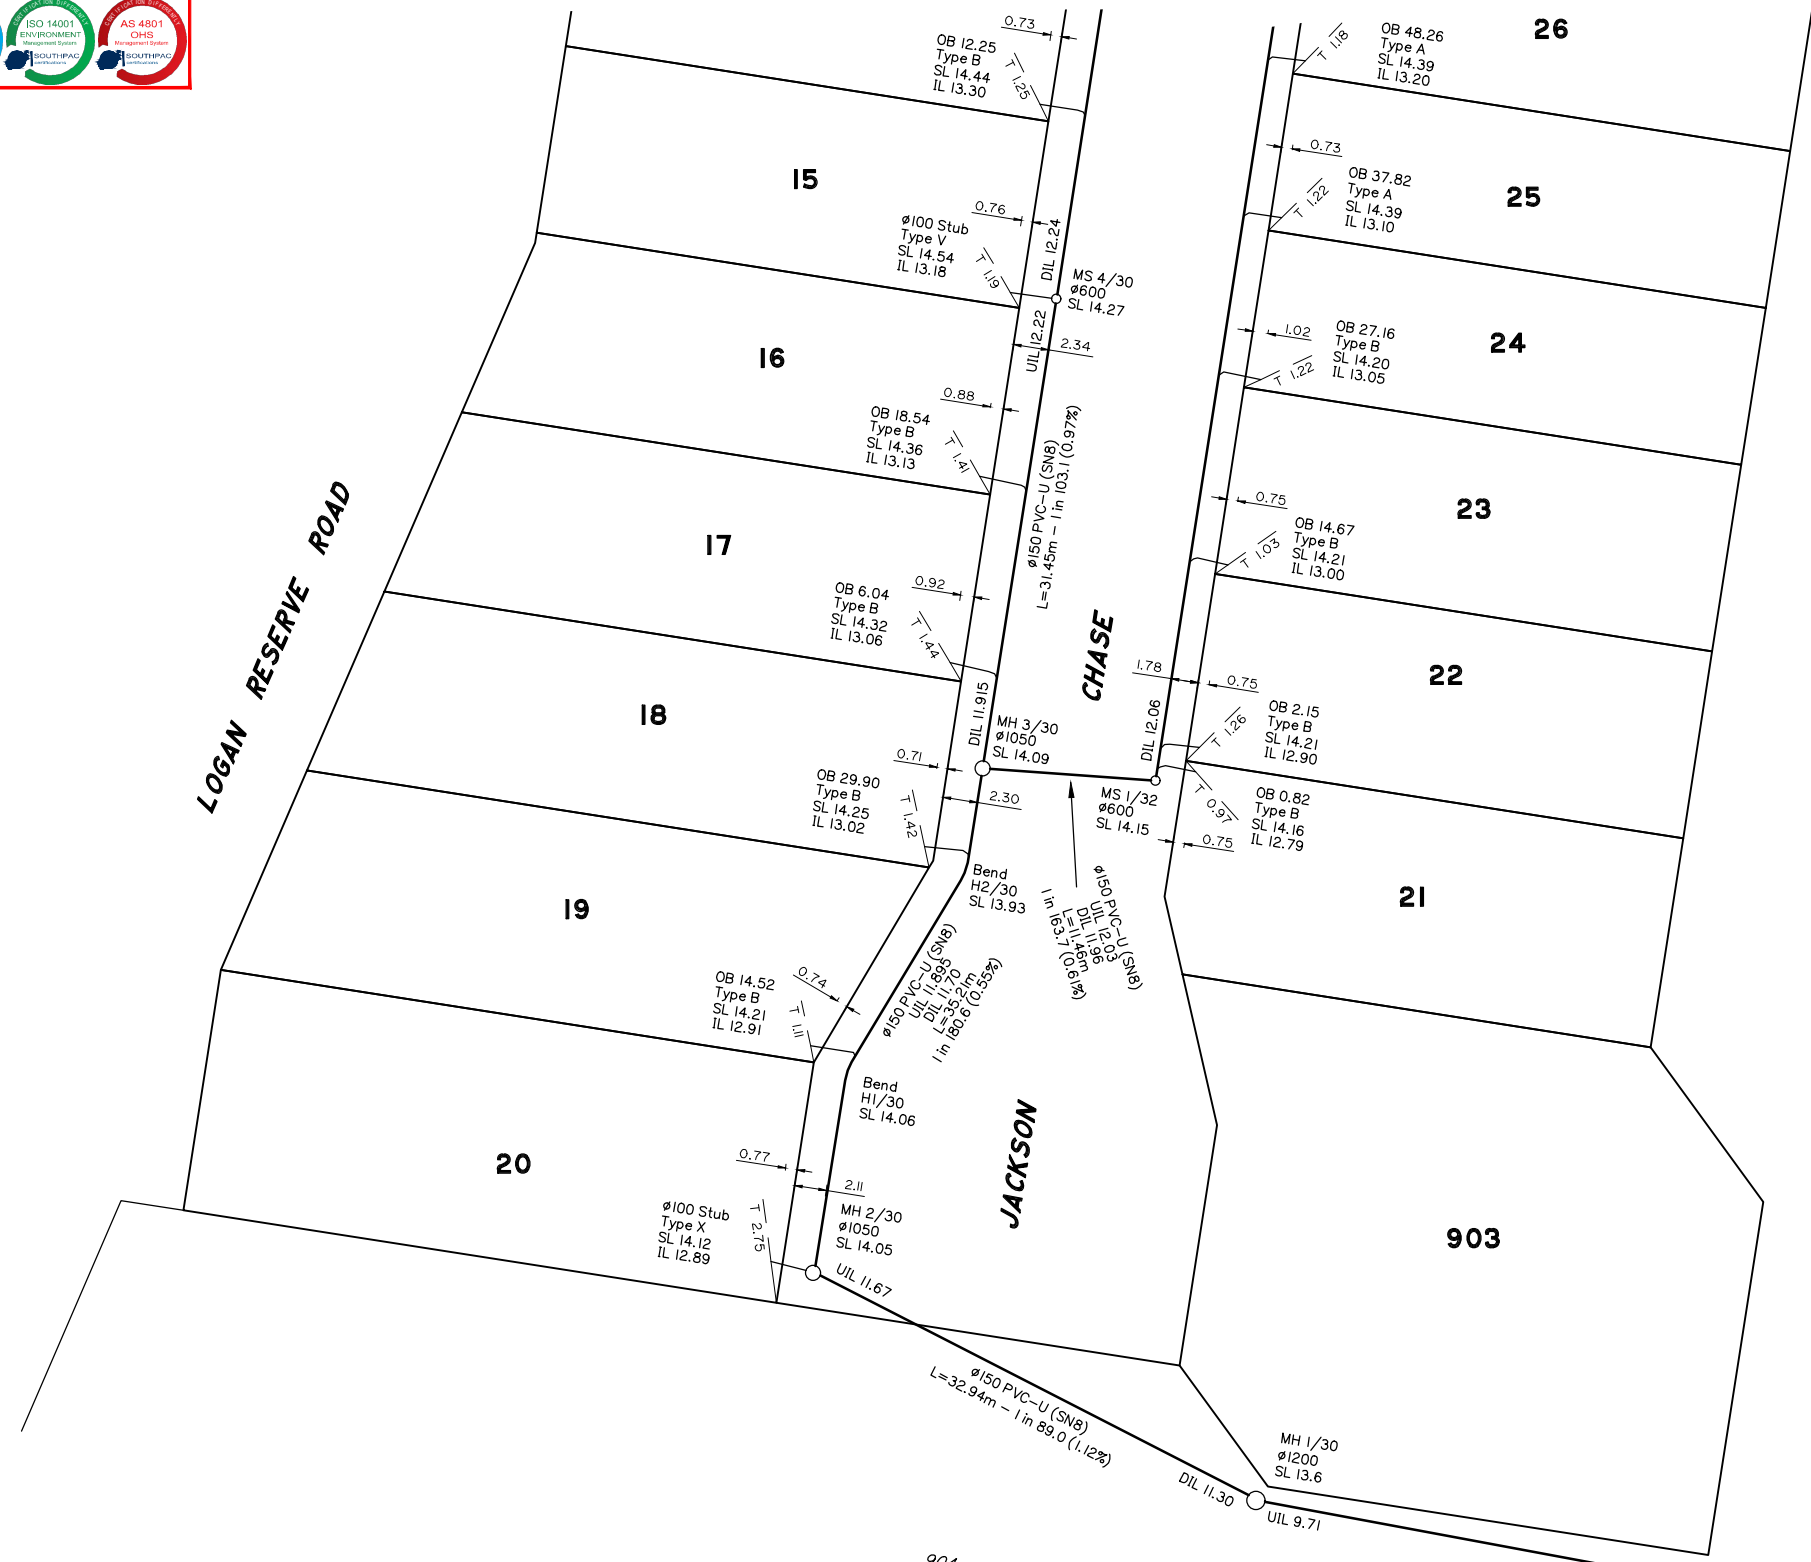 CERTIFICATION DIFFERENTLY
ISO 14001
ENVIRONMENT
Management System
SOUTHPAC
certifications
CERTIFICATION DIFFERENTLY
AS 4801
OHS
Management System
SOUTHPAC
certifications
0.73
OB 12.25
Type B
SL 14.44
IL 13.30
T 1.25
T 1.18
OB 48.26
Type A
SL 14.39
IL 13.20
26
15
0.73
OB 37.82
Type A
SL 14.39
IL 13.10
T 1.22
25
0.76
ø100 Stub
Type V
SL 14.54
IL 13.18
T 1.19
DIL 12.24
MS 4/30
ø600
SL 14.27
UIL 12.22
2.34
16
1.02
OB 27.16
Type B
SL 14.20
IL 13.05
T 1.22
24
0.88
OB 18.54
Type B
SL 14.36
IL 13.13
T 1.41
ø150 PVC-U (SN8)
L=31.45m - 1 in 103.1 (0.97%)
17
0.75
OB 14.67
Type B
SL 14.21
IL 13.00
T 1.03
23
LOGAN RESERVE ROAD
0.92
OB 6.04
Type B
SL 14.32
IL 13.06
T 1.44
CHASE
1.78
0.75
OB 2.15
Type B
SL 14.21
IL 12.90
T 1.26
22
18
DIL 11.915
MH 3/30
ø1050
SL 14.09
DIL 12.06
0.71
OB 29.90
Type B
SL 14.25
IL 13.02
T 1.42
2.30
MS 1/32
ø600
SL 14.15
T 0.97
OB 0.82
Type B
SL 14.16
IL 12.79
0.75
21
Bend
H2/30
SL 13.93
ø150 PVC-U (SN8)
UIL 12.03
DIL 11.96
L=11.46m
1 in 163.7 (0.61%)
19
ø150 PVC-U (SN8)
UIL 11.895
DIL 11.70
L=35.21m
1 in 180.6 (0.55%)
0.74
OB 14.52
Type B
SL 14.21
IL 12.91
T 1.11
Bend
H1/30
SL 14.06
JACKSON
20
0.77
2.11
ø100 Stub
Type X
SL 14.12
IL 12.89
T 2.75
MH 2/30
ø1050
SL 14.05
UIL 11.67
903
ø150 PVC-U (SN8)
L=32.94m - 1 in 89.0 (1.12%)
MH 1/30
ø1200
SL 13.6
DIL 11.30
UIL 9.71
904